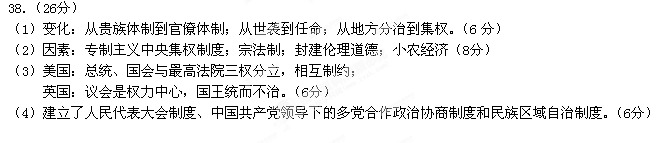 38.（26分）
（1）变化：从贵族体制到官僚体制；从世袭到任命；从地方分治到集权。（6 分）
（2）因素：专制主义中央集权制度；宗法制；封建伦理道德；小农经济（8分）
（3）美国：总统、国会与最高法院三权分立，相互制约；
英国：议会是权力中心，国王统而不治。（6分）
（4）建立了人民代表大会制度、中国共产党领导下的多党合作政治协商制度和民族区域自治制度。（6分）